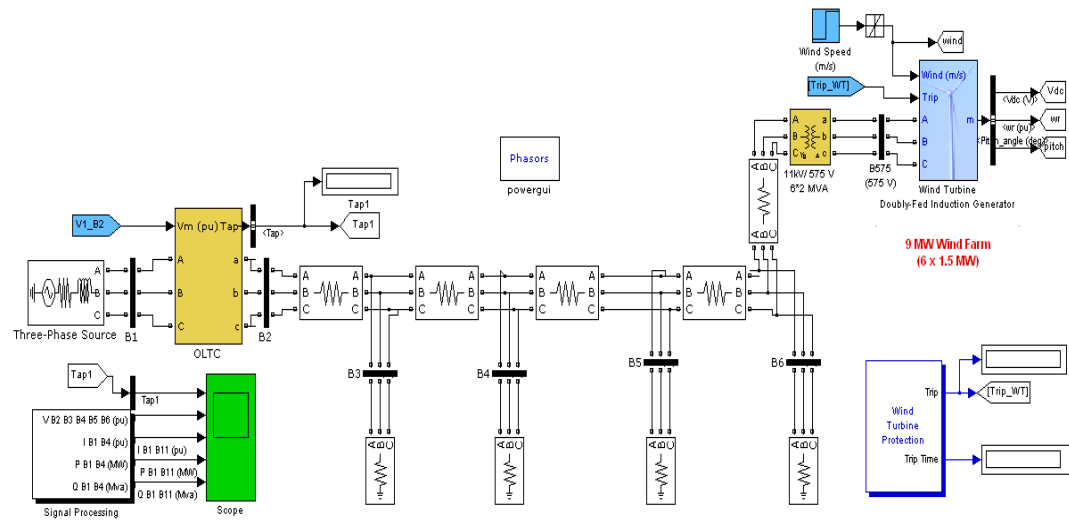 Wind Speed
(m/s)
wind
[Trip_WT]
Wind (m/s)
Trip
A
B
C
m
<Vdc (V)>
<wr (pu)>
<Pitch_angle (deg)>
Vdc
wr
pitch
A
B
C
a
b
c
11kV/ 575 V
6*2 MVA
B575
(575 V)
Wind Turbine
Doubly-Fed Induction Generator
9 MW Wind Farm
(6 x 1.5 MW)
Phasors
powergui
A B C
A B C
V1_B2
Vm (pu) Tap
<Tap>
Tap1
Tap1
A
B
C
a
b
c
OLTC
A
B
C
Three-Phase Source
B1
B2
A A
B B
C C
A A
B B
C C
A A
B B
C C
A A
B B
C C
B3
B4
B5
B6
A B C
A B C
A B C
A B C
Tap1
Tap1
V B2 B3 B4 B5 B6 (pu)
I B1 B4 (pu)
I B1 B11 (pu)
P B1 B4 (MW)
P B1 B11 (MW)
Q B1 B4 (Mva)
Q B1 B11 (Mva)
Signal Processing
Scope
Wind
Turbine
Protection
Trip
[Trip_WT]
Trip Time